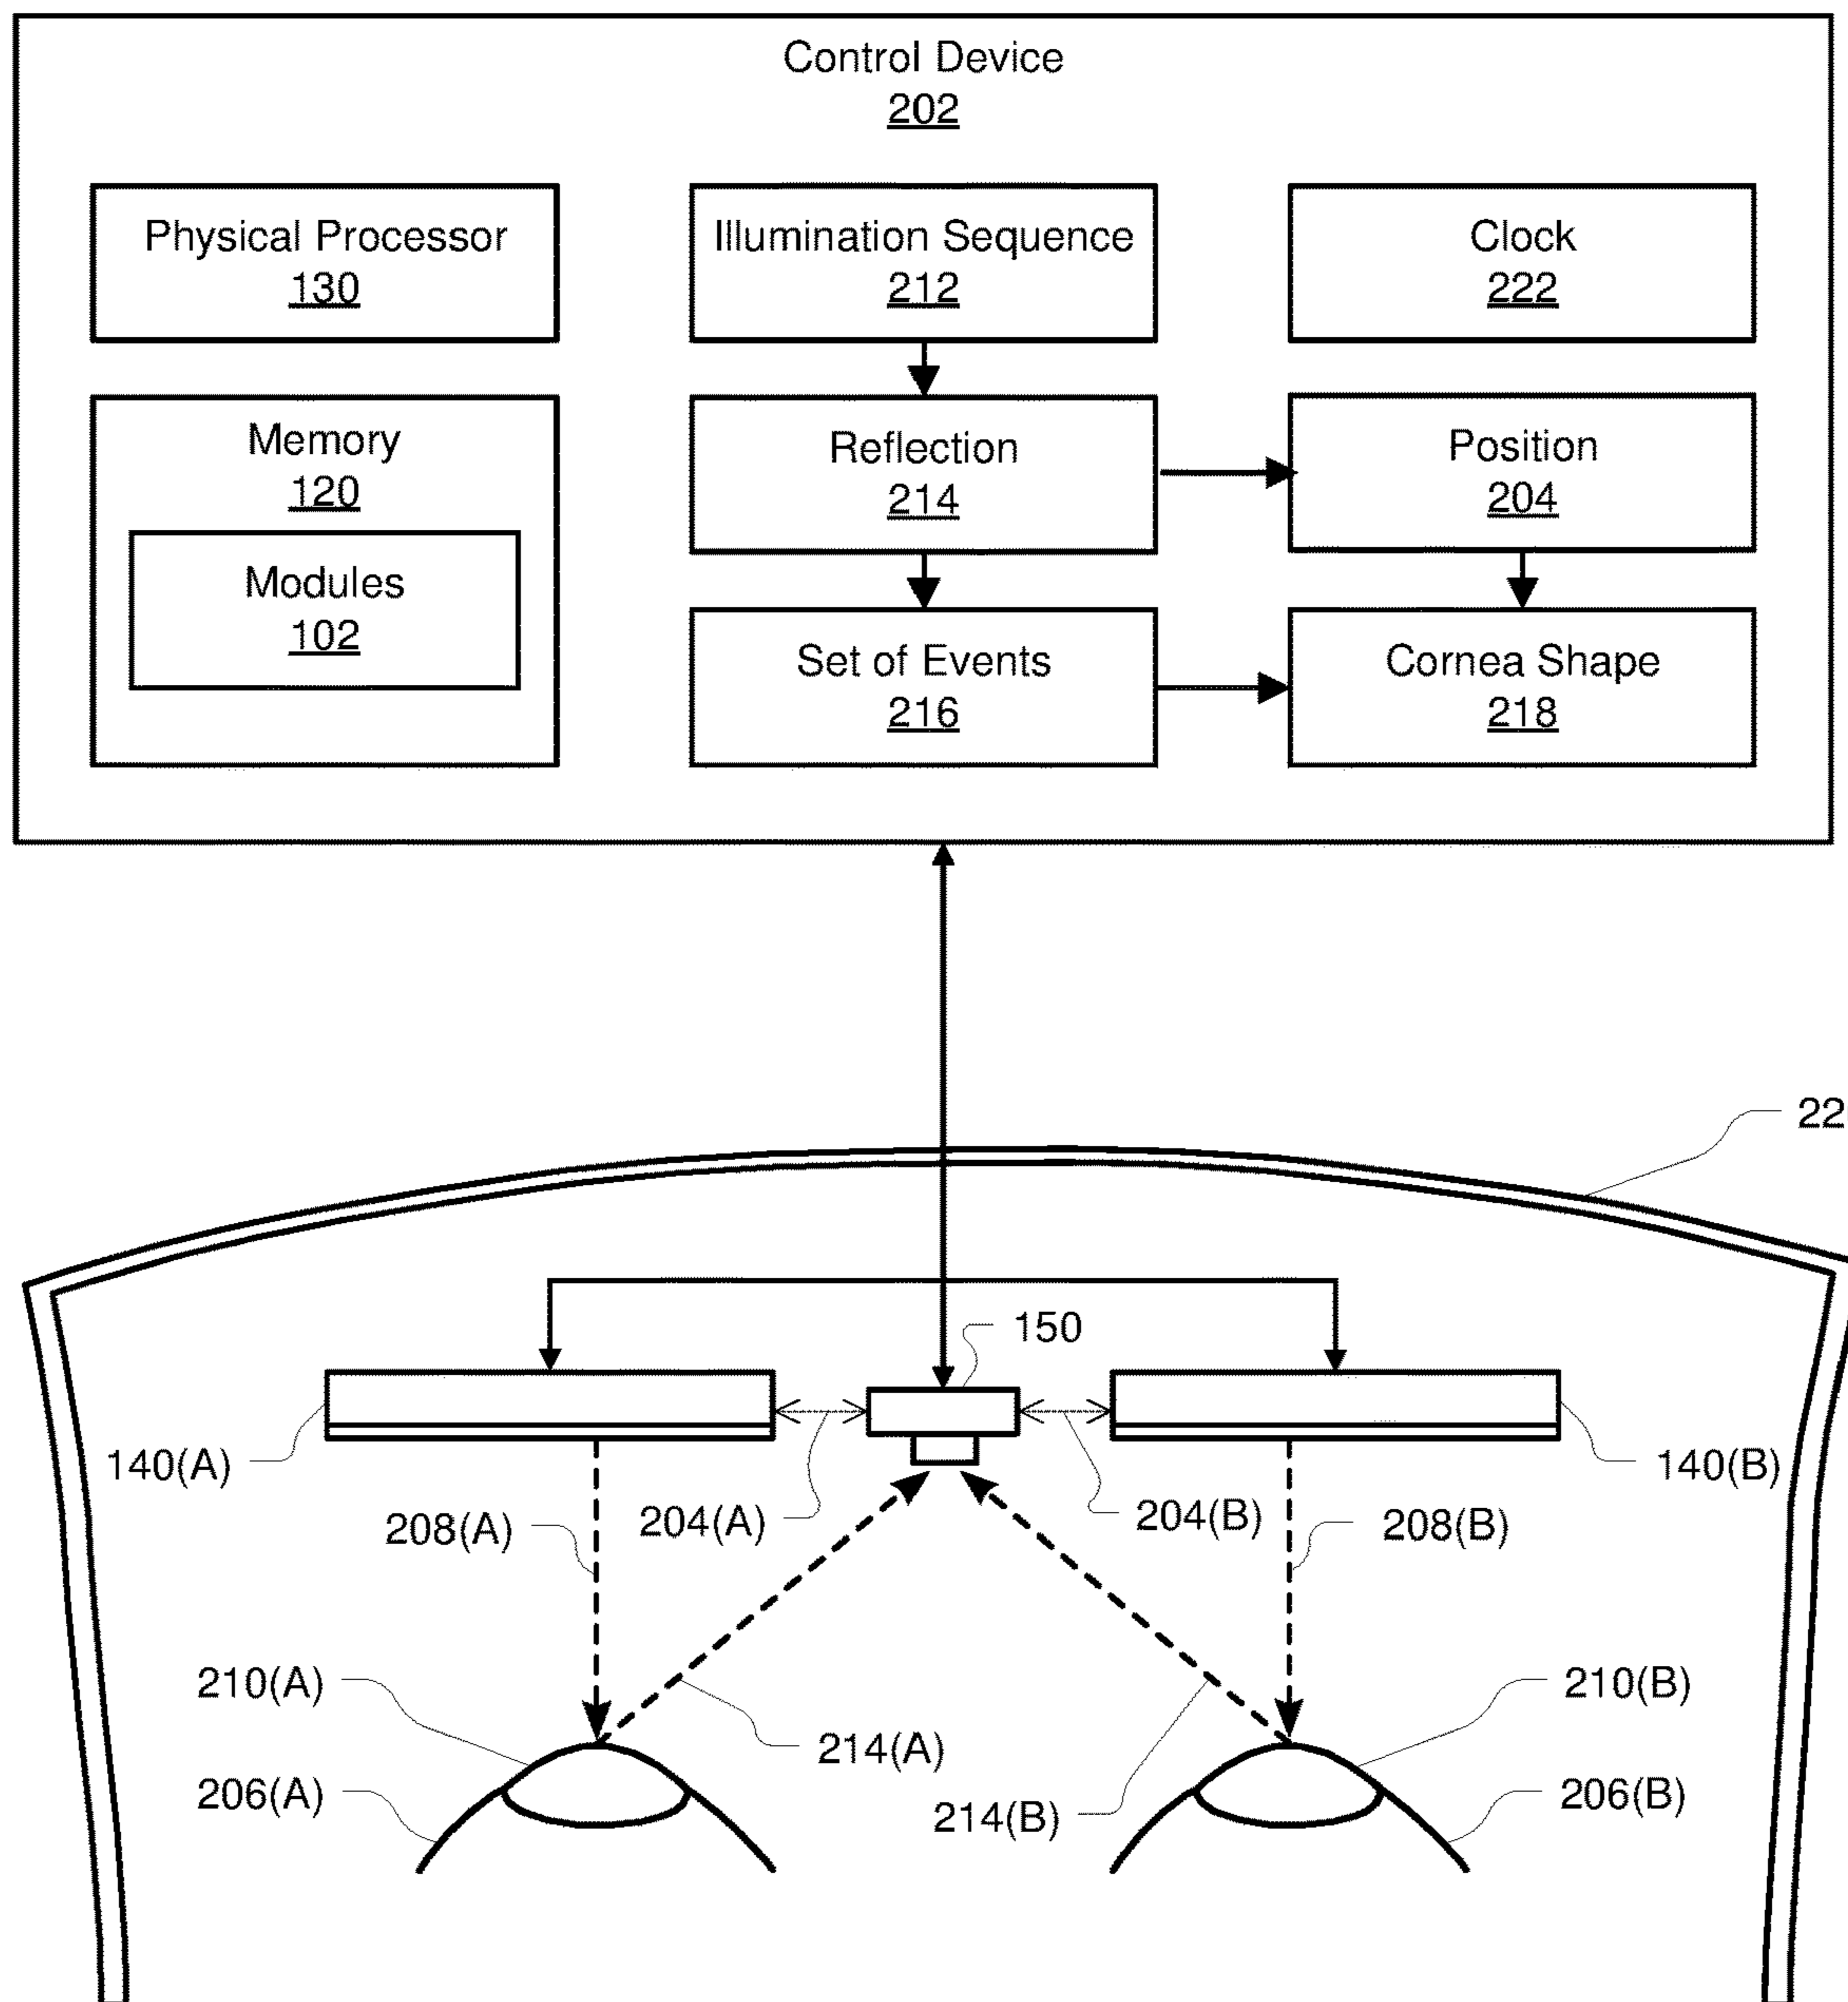 Control Device
202
Physical Processor
130
Illumination Sequence
212
Clock
222
Memory
120
Reflection
214
Position
204
Modules
102
Set of Events
216
Cornea Shape
218
22
150
140(A)
140(B)
208(A)
204(A)
204(B)
208(B)
210(A)
210(B)
214(A)
206(A)
206(B)
214(B)